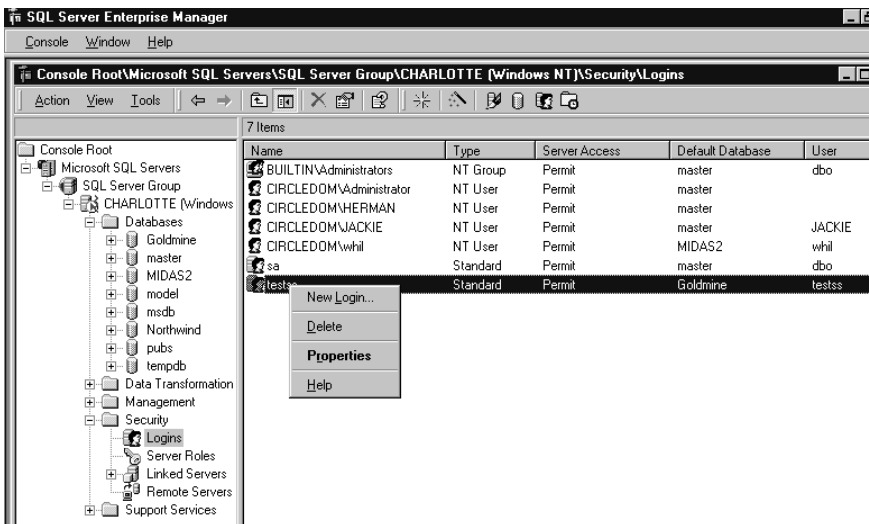 SQL Server Enterprise Manager
Console Window Help
Console Root\Microsoft SQL Servers\SQL Server Group\CHARLOTTE (Windows NT)\Security\Logins
Action View Tools
7 Items
Console Root
Microsoft SQL Servers
SQL Server Group
CHARLOTTE (Windows
Databases
Goldmine
master
MIDAS2
model
msdb
Northwind
pubs
tempdb
Data Transformation
Management
Security
Logins
Server Roles
Linked Servers
Remote Servers
Support Services
Name Type Server Access Default Database User
BUILTIN\Administrators NT Group Permit master dbo
CIRCLEDOM\Administrator NT User Permit master
CIRCLEDOM\HERMAN NT User Permit master
CIRCLEDOM\JACKIE NT User Permit master JACKIE
CIRCLEDOM\whil NT User Permit MIDAS2 whil
sa Standard Permit master dbo
testss Standard Permit Goldmine testss
New Login...
Delete
Properties
Help